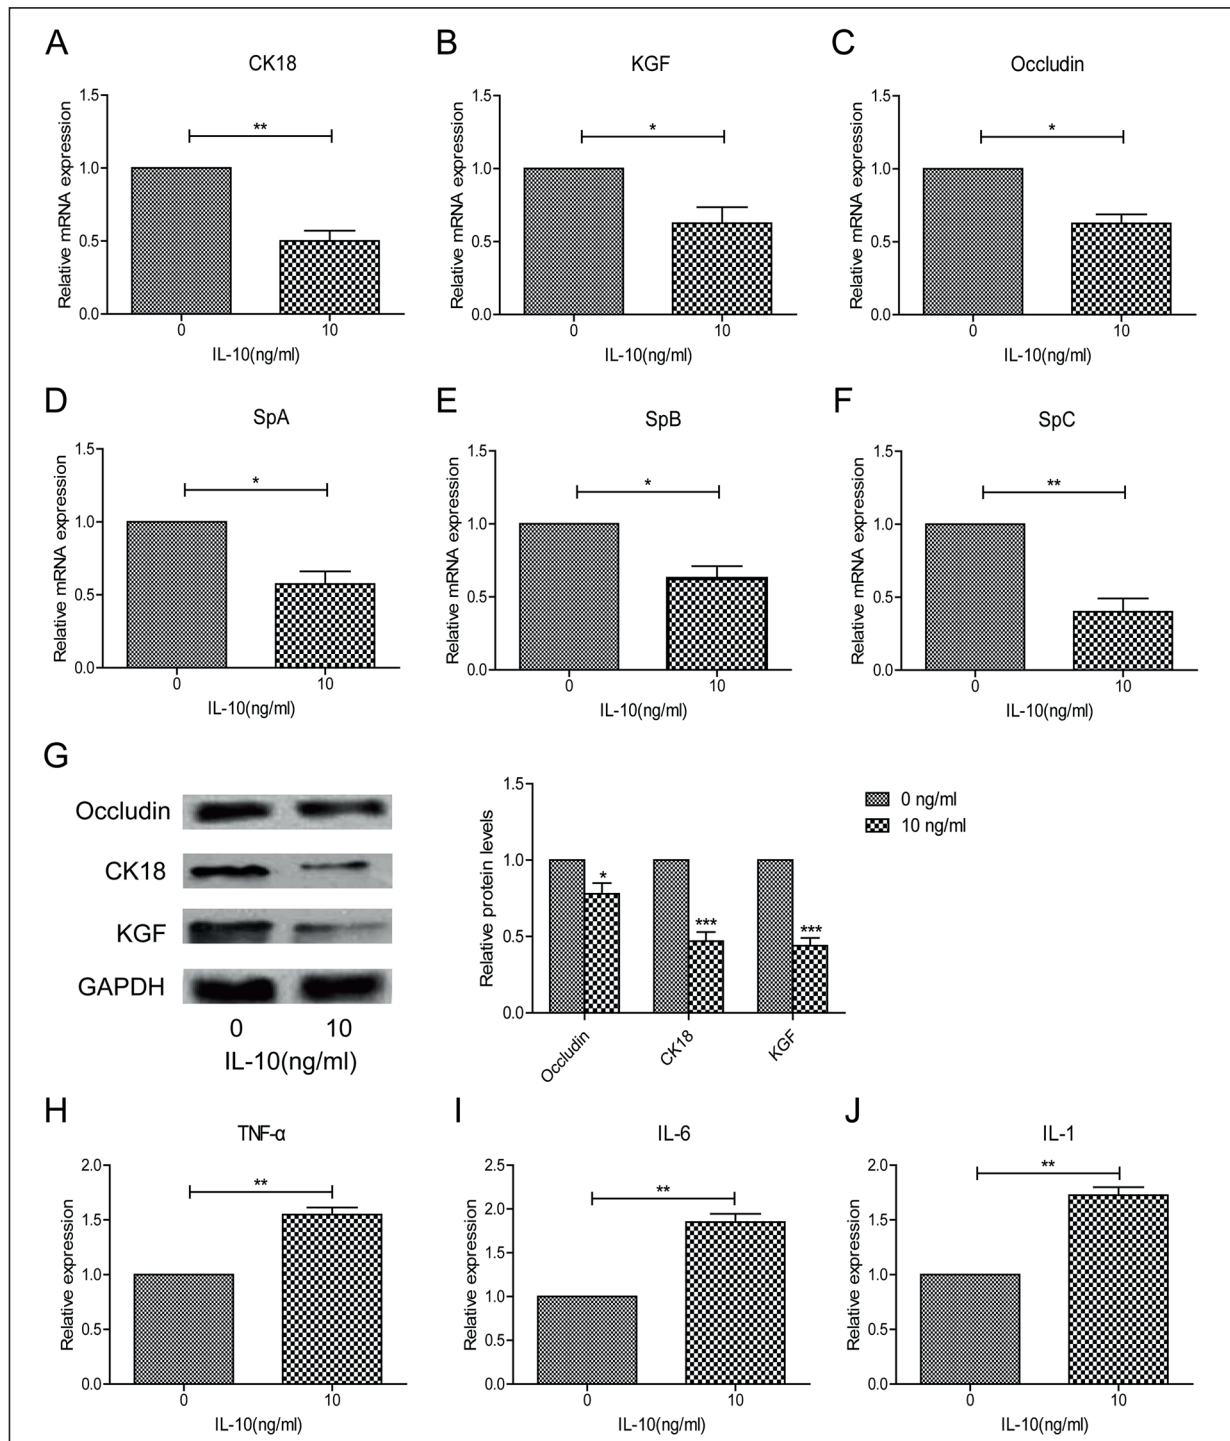 A
CK18
Relative mRNA expression
1.5
1.0
0.5
0.0
**
0
10
IL-10(ng/ml)
B
KGF
Relative mRNA expression
1.5
1.0
0.5
0.0
*
0
10
IL-10(ng/ml)
C
Occludin
Relative mRNA expression
1.5
1.0
0.5
0.0
*
0
10
IL-10(ng/ml)
D
SpA
Relative mRNA expression
1.5
1.0
0.5
0.0
*
0
10
IL-10(ng/ml)
E
SpB
Relative mRNA expression
1.5
1.0
0.5
0.0
*
0
10
IL-10(ng/ml)
F
SpC
Relative mRNA expression
1.5
1.0
0.5
0.0
**
0
10
IL-10(ng/ml)
G
Occludin
CK18
KGF
GAPDH
0
10
IL-10(ng/ml)
Relative protein levels
1.5
1.0
0.5
0.0
*
***
***
Occludin
CK18
KGF
0 ng/ml
10 ng/ml
H
TNF-α
Relative expression
2.0
1.5
1.0
0.5
0.0
**
0
10
IL-10(ng/ml)
I
IL-6
Relative expression
2.5
2.0
1.5
1.0
0.5
0.0
**
0
10
IL-10(ng/ml)
J
IL-1
Relative expression
2.0
1.5
1.0
0.5
0.0
**
0
10
IL-10(ng/ml)